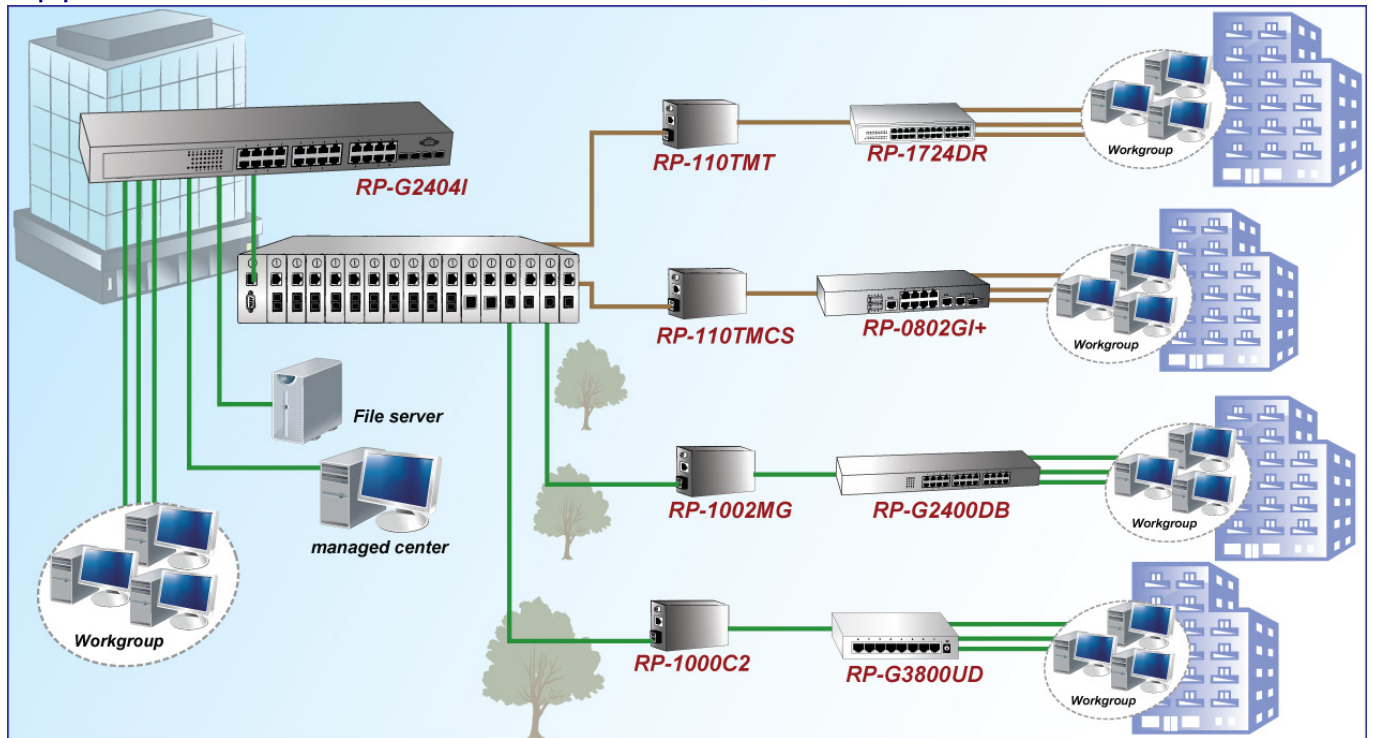 RP-G2404I
RP-110TMT
RP-1724DR
Workgroup
RP-110TMCS
RP-0802GI+
Workgroup
File server
managed center
RP-1002MG
RP-G2400DB
Workgroup
Workgroup
RP-1000C2
RP-G3800UD
Workgroup